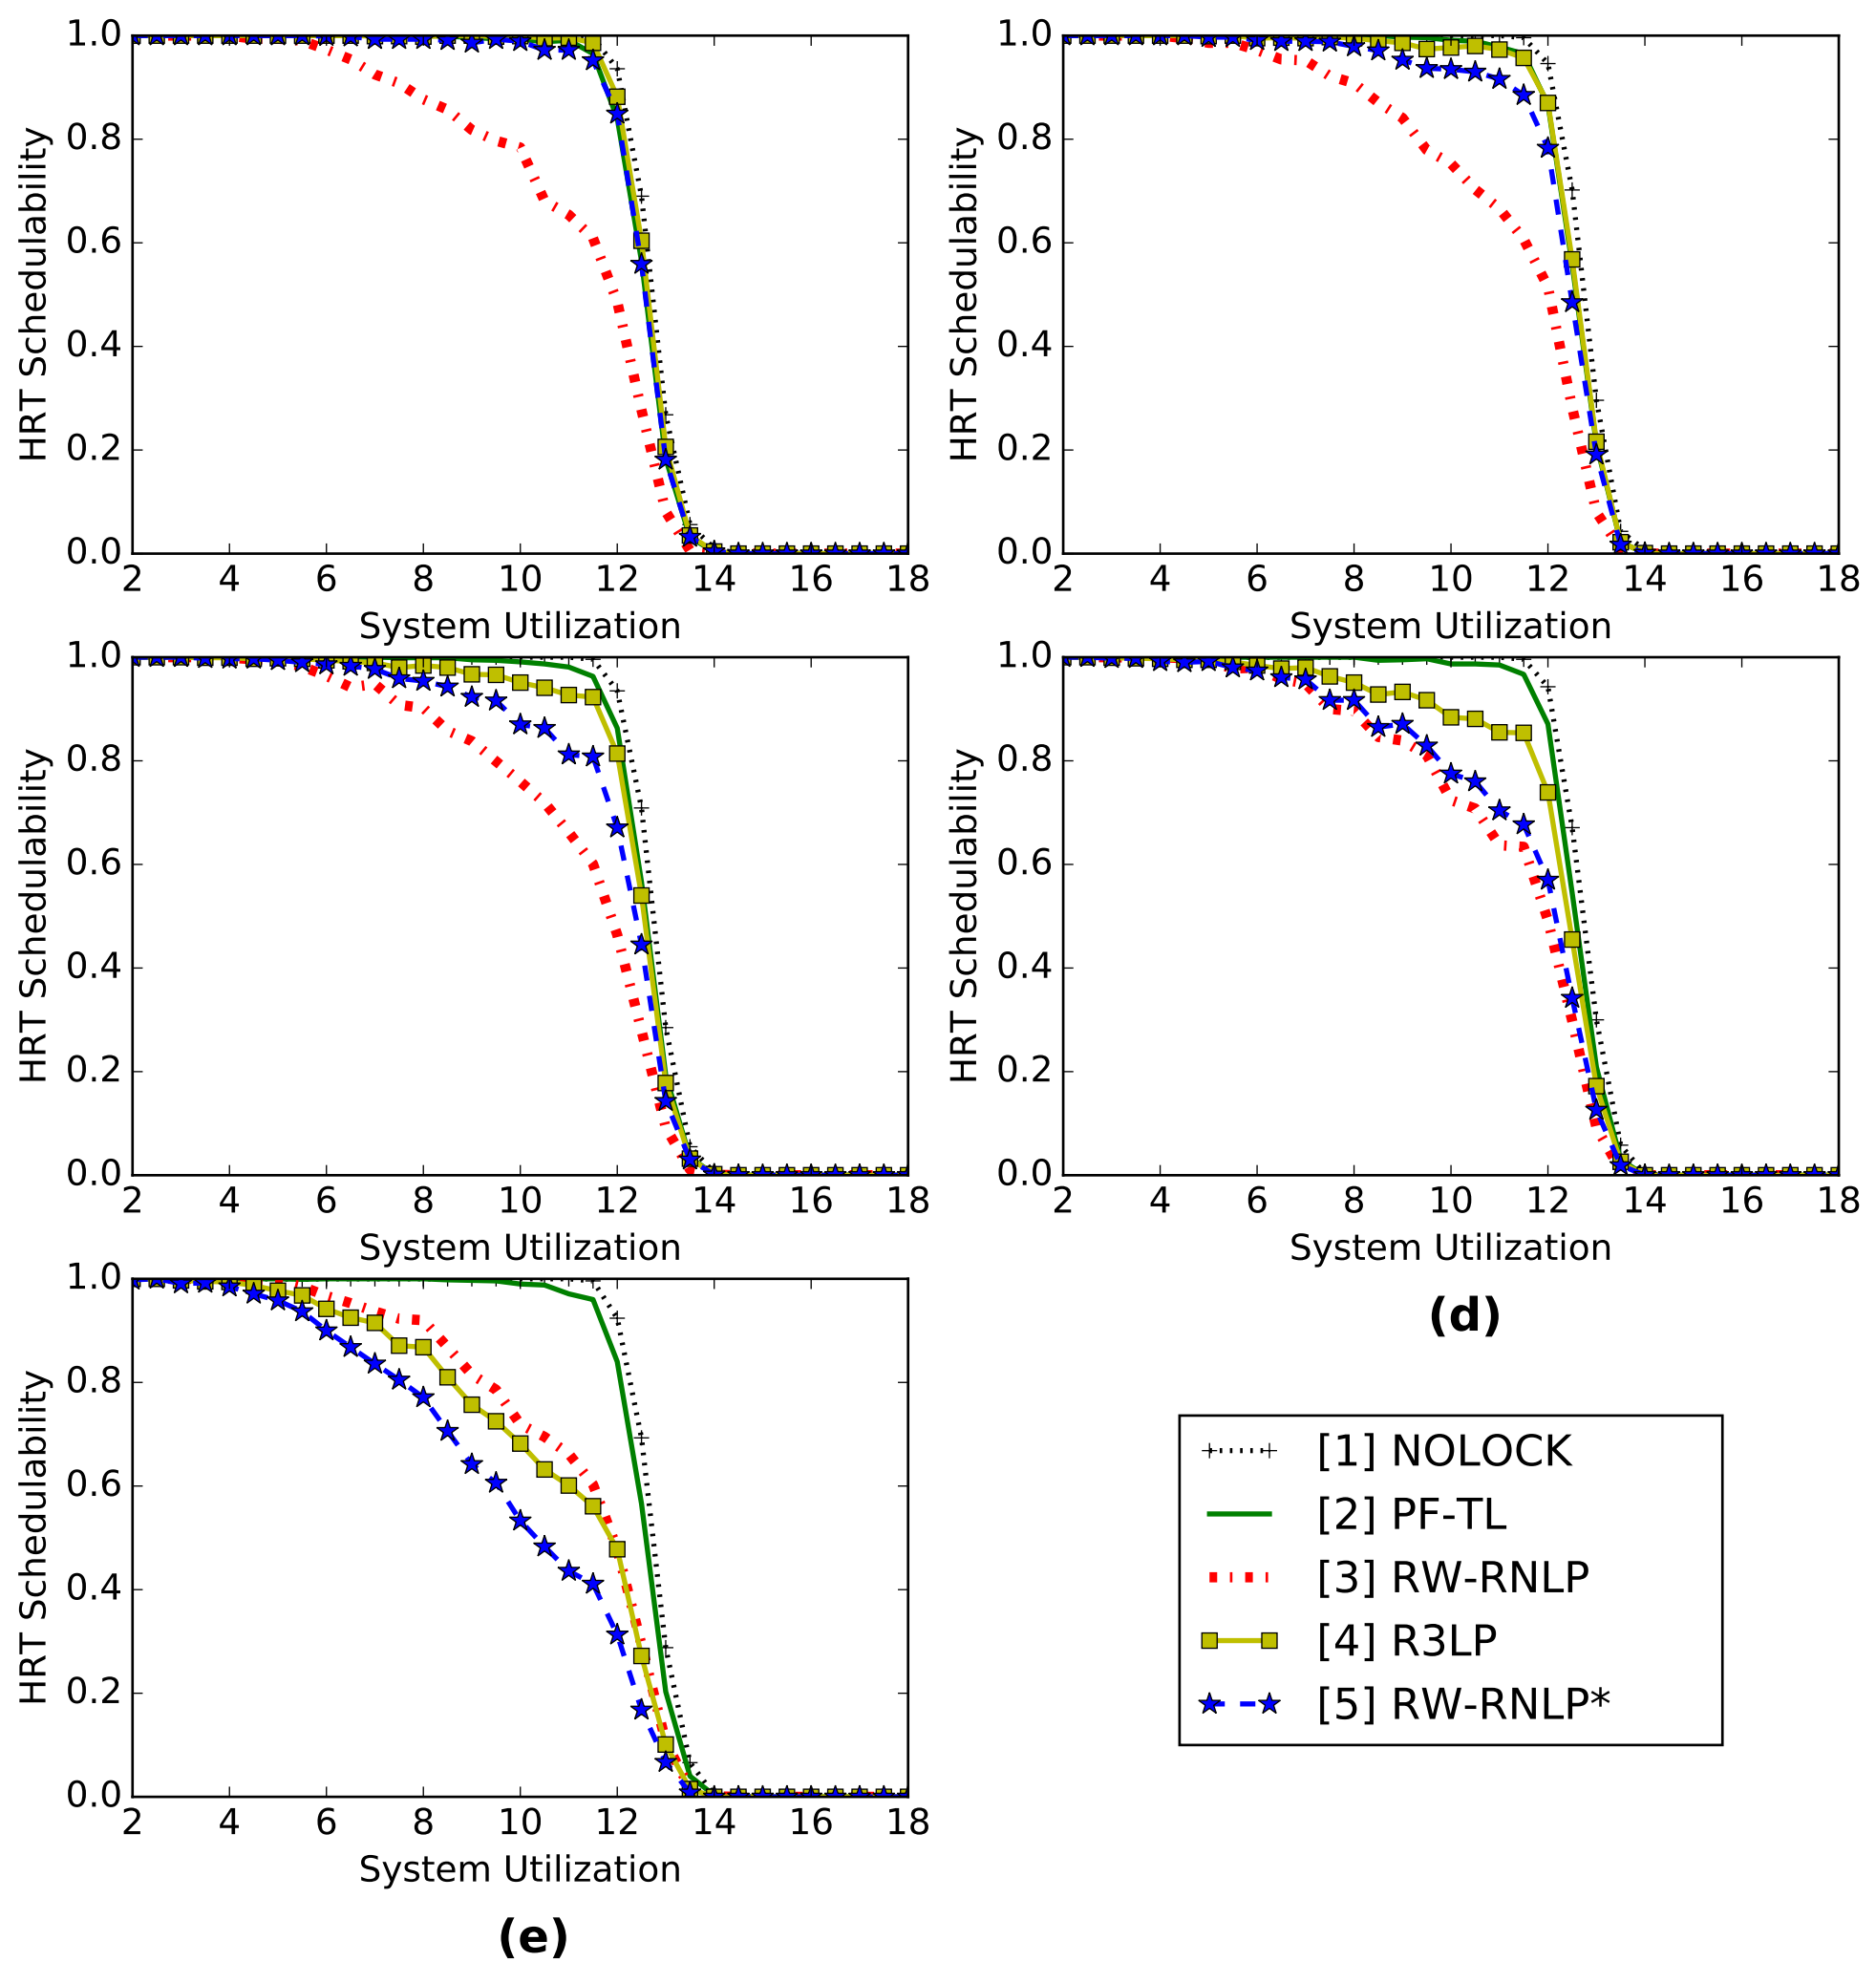 1.0
0.8
0.6
0.4
0.2
0.0
HRT Schedulability
2 4 6 8 10 12 14 16 18
System Utilization
1.0
0.8
0.6
0.4
0.2
0.0
HRT Schedulability
2 4 6 8 10 12 14 16 18
System Utilization
1.0
0.8
0.6
0.4
0.2
0.0
HRT Schedulability
2 4 6 8 10 12 14 16 18
System Utilization
1.0
0.8
0.6
0.4
0.2
0.0
HRT Schedulability
2 4 6 8 10 12 14 16 18
System Utilization
(d)
1.0
0.8
0.6
0.4
0.2
0.0
HRT Schedulability
2 4 6 8 10 12 14 16 18
System Utilization
(e)
[1] NOLOCK
[2] PF-TL
[3] RW-RNLP
[4] R3LP
[5] RW-RNLP*